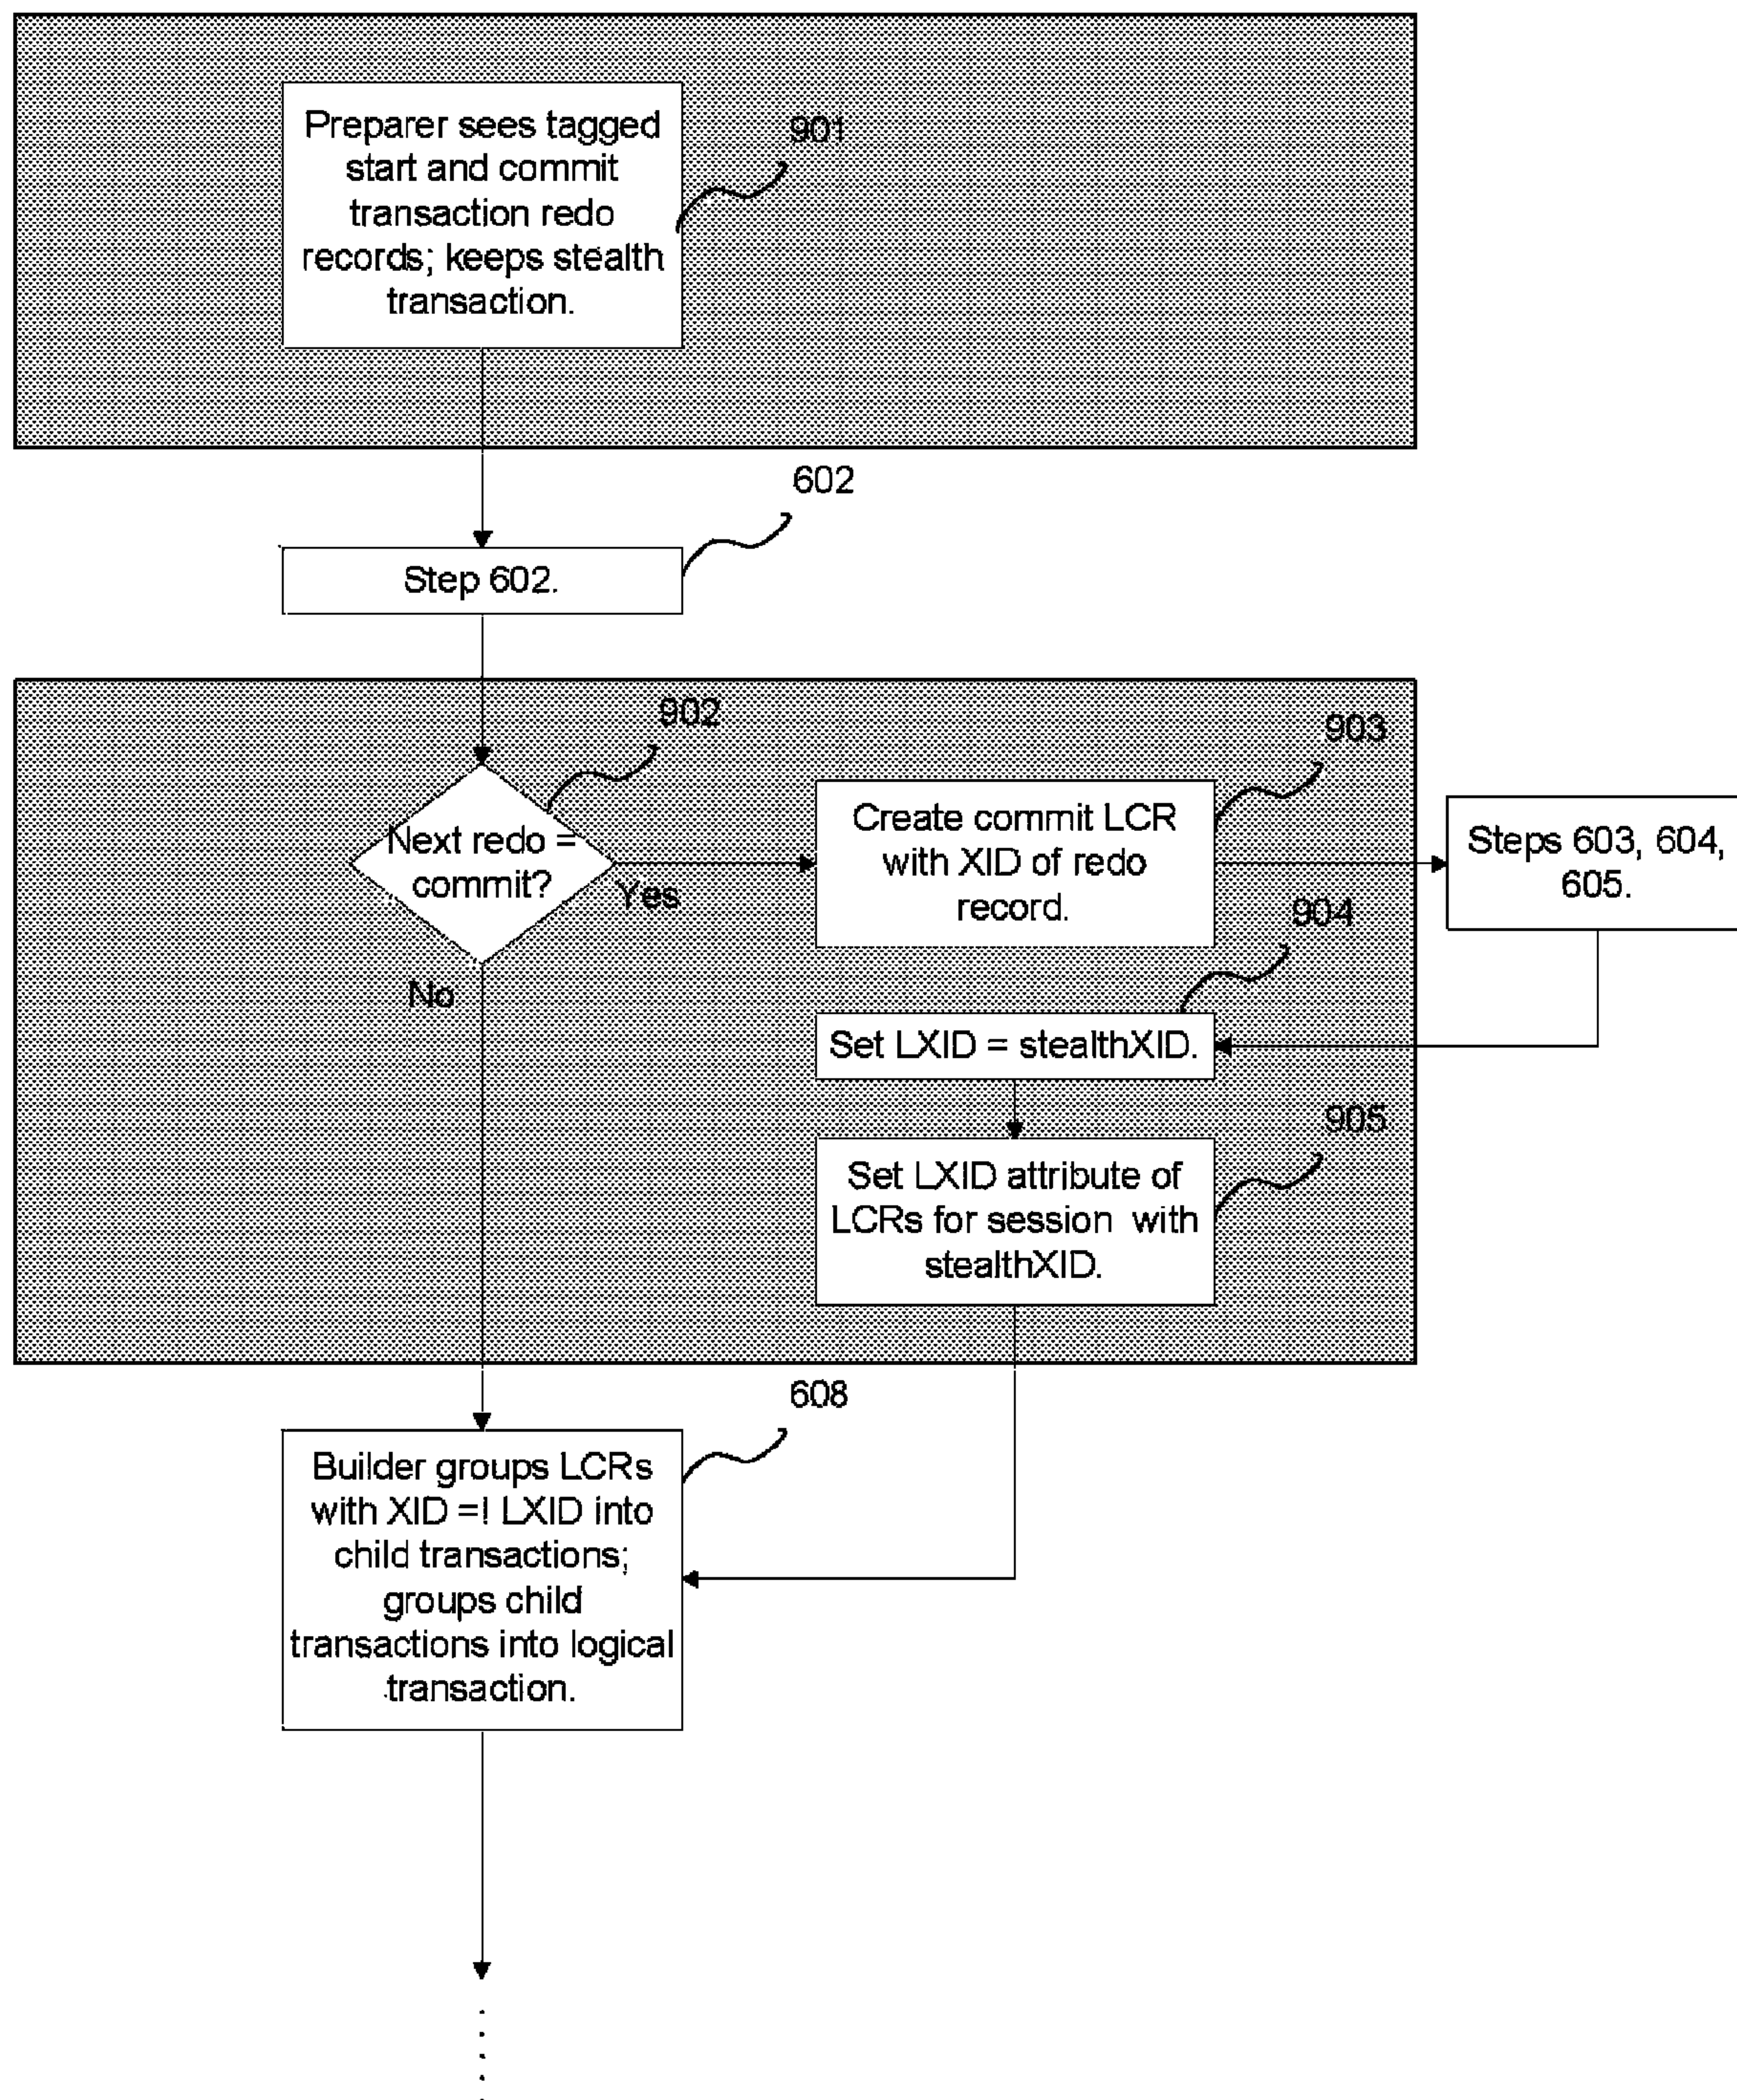 Preparer sees tagged
start and commit
transaction redo
records; keeps stealth
transaction.
901
602
Step 602.
902
903
Next redo =
commit?
Yes
No
Create commit LCR
with XID of redo
record.
Steps 603, 604,
605.
904
Set LXID = stealthXID.
905
Set LXID attribute of
LCRs for session with
stealthXID.
608
Builder groups LCRs
with XID =! LXID into
child transactions;
groups child
transactions into logical
transaction.